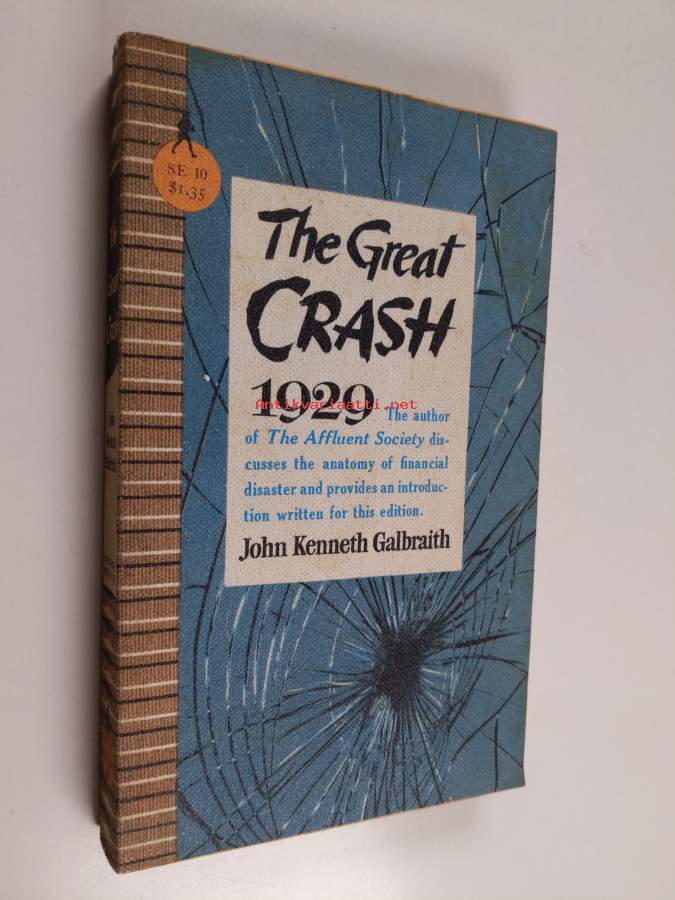 SE 10
$1.35
The Great
CRASH
1929 The author
Antikvariaatti.net
of The Affluent Society dis-
cusses the anatomy of financial
disaster and provides an introduc-
tion written for this edition.
John Kenneth Galbraith